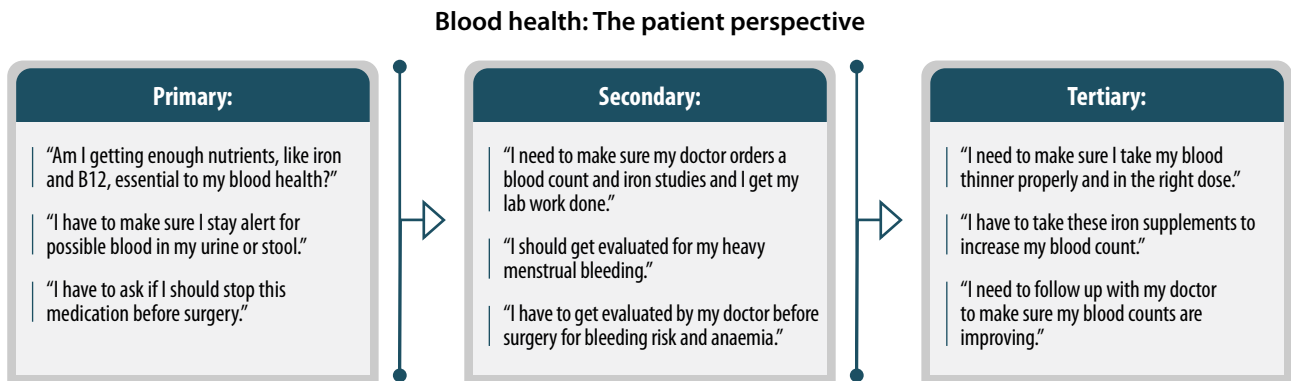 Blood health: The patient perspective
Primary:
“Am I getting enough nutrients, like iron
and B12, essential to my blood health?”
“I have to make sure I stay alert for
possible blood in my urine or stool.”
“I have to ask if I should stop this
medication before surgery.”
Secondary:
“I need to make sure my doctor orders a
blood count and iron studies and I get my
lab work done.”
“I should get evaluated for my heavy
menstrual bleeding.”
“I have to get evaluated by my doctor before
surgery for bleeding risk and anaemia.”
Tertiary:
“I need to make sure I take my blood
thinner properly and in the right dose.”
“I have to take these iron supplements to
increase my blood count.”
“I need to follow up with my doctor
to make sure my blood counts are
improving.”